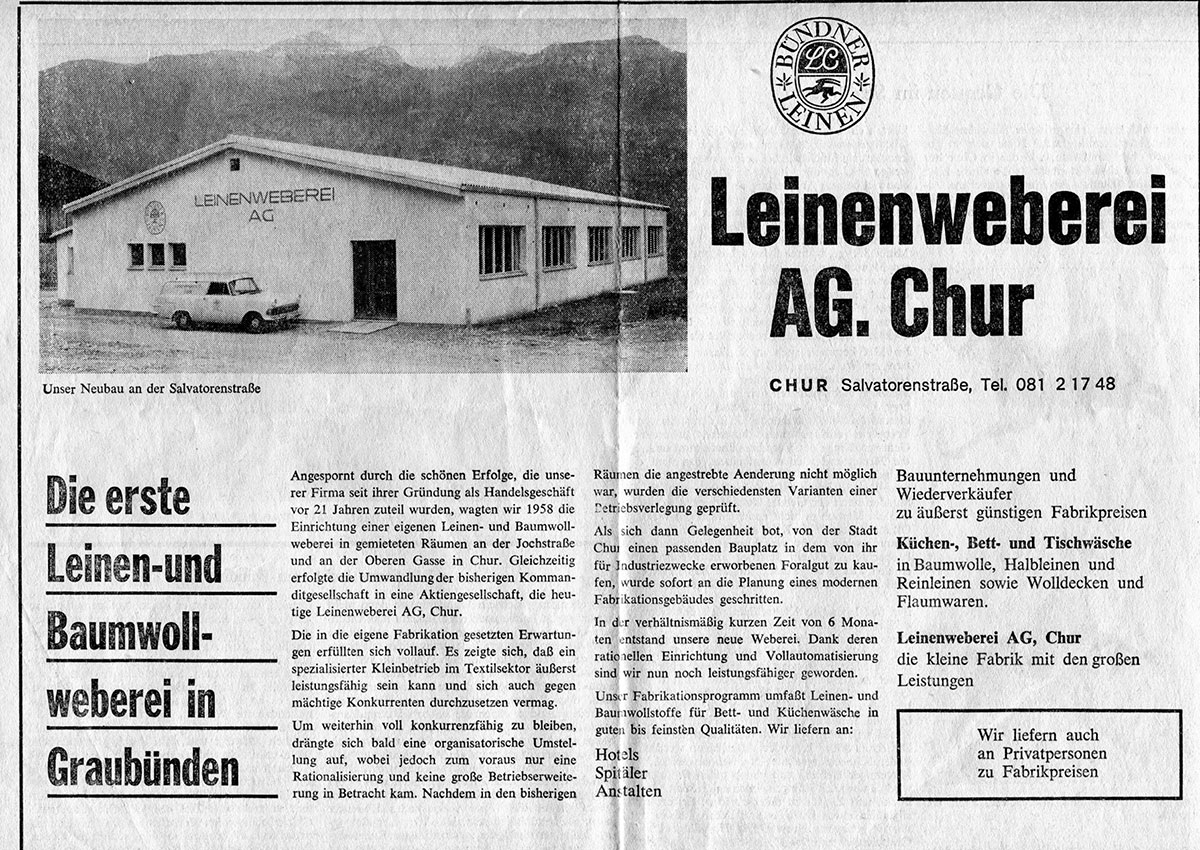 LEINENWEBEREI
AG
Unser Neubau an der Salvatorenstraße
BÜNDNER
LC
LEINEN
Leinenweberei
AG. Chur
CHUR Salvatorenstraße, Tel. 081 2 17 48
Die erste
Leinen-und
Baumwoll-
weberei in
Graubünden
Angespornt durch die schönen Erfolge, die unse-
rer Firma seit ihrer Gründung als Handelsgeschäft
vor 21 Jahren zuteil wurden, wagten wir 1958 die
Einrichtung einer eigenen Leinen- und Baumwoll-
weberei in gemieteten Räumen an der Jochstraße
und an der Oberen Gasse in Chur. Gleichzeitig
erfolgte die Umwandlung der bisherigen Komman-
ditgesellschaft in eine Aktiengesellschaft, die heu-
tige Leinenweberei AG, Chur.
Die in die eigene Fabrikation gesetzten Erwartun-
gen erfüllten sich vollauf. Es zeigte sich, daß ein
spezialisierter Kleinbetrieb im Textilsektor äußerst
leistungsfähig sein kann und sich auch gegen
mächtige Konkurrenten durchzusetzen vermag.
Um weiterhin voll konkurrenzfähig zu bleiben,
drängte sich bald eine organisatorische Umstel-
lung auf, wobei jedoch zum voraus nur eine
Rationalisierung und keine große Betriebserweite-
rung in Betracht kam. Nachdem in den bisherigen
Räumen die angestrebte Aenderung nicht möglich
war, wurden die verschiedensten Varianten einer
Betriebsverlegung geprüft.
Als sich dann Gelegenheit bot, von der Stadt
Chur einen passenden Bauplatz in dem von ihr
für Industriezwecke erworbenen Foralgut zu kau-
fen, wurde sofort an die Planung eines modernen
Fabrikationsgebäudes geschritten.
In der verhältnismäßig kurzen Zeit von 6 Mona-
ten entstand unsere neue Weberei. Dank deren
rationellen Einrichtung und Vollautomatisierung
sind wir nun noch leistungsfähiger geworden.
Unser Fabrikationsprogramm umfaßt Leinen- und
Baumwollstoffe für Bett- und Küchenwäsche in
guten bis feinsten Qualitäten. Wir liefern an:
Hotels
Spitäler
Anstalten
Bauunternehmungen und
Wiederverkäufer
zu äußerst günstigen Fabrikpreisen
Küchen-, Bett- und Tischwäsche
in Baumwolle, Halbleinen und
Reinleinen sowie Wolldecken und
Flaumwaren.
Leinenweberei AG, Chur
die kleine Fabrik mit den großen
Leistungen
Wir liefern auch
an Privatpersonen
zu Fabrikpreisen